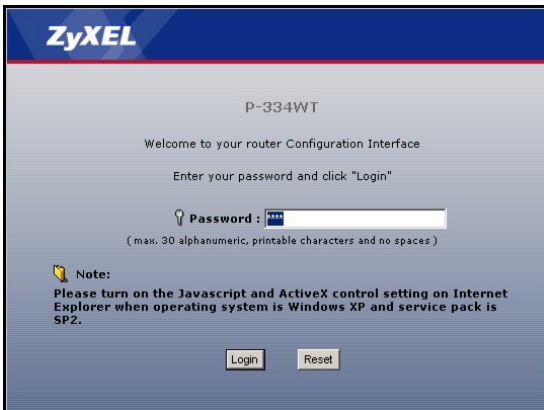 ZyXEL
P-334WT
Welcome to your router Configuration Interface
Enter your password and click "Login"
Password : ****
( max. 30 alphanumeric, printable characters and no spaces )
Note:
Please turn on the Javascript and ActiveX control setting on Internet
Explorer when operating system is Windows XP and service pack is
SP2.
Login Reset